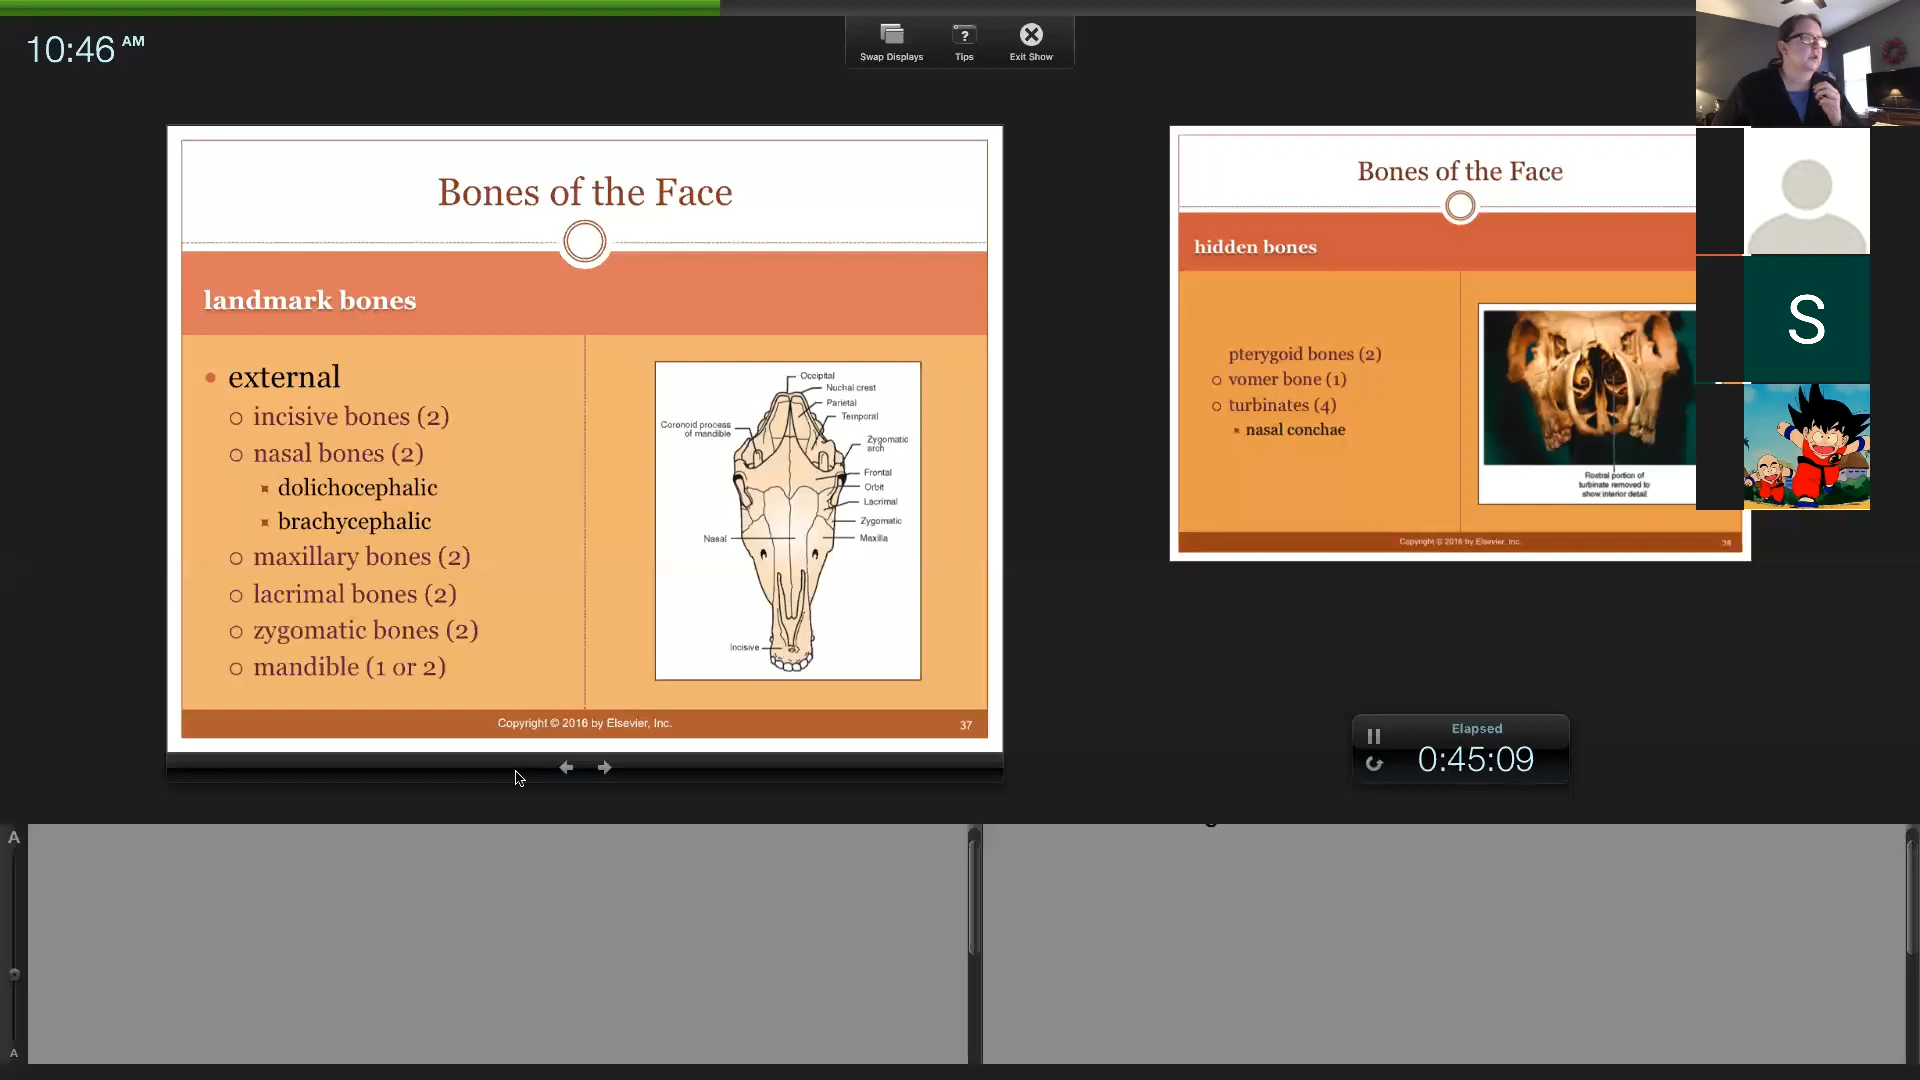 10:46 AM
Swap Displays
Tips
Exit Show
Bones of the Face
landmark bones
external
incisive bones (2)
nasal bones (2)
dolichocephalic
brachycephalic
maxillary bones (2)
lacrimal bones (2)
zygomatic bones (2)
mandible (1 or 2)
Occipital
Nuchal crest
Parietal
Temporal
Coronoid process
of mandible
Zygomatic
arch
Frontal
Orbit
Lacrimal
Zygomatic
Nasal
Maxilla
Incisive
Copyright © 2016 by Elsevier, Inc.
37
Bones of the Face
hidden bones
pterygoid bones (2)
vomer bone (1)
turbinates (4)
nasal conchae
Rostral portion of
turbinate removed to
show interior detail
Copyright © 2016 by Elsevier, Inc.
38
S
Elapsed
0:45:09
A
A